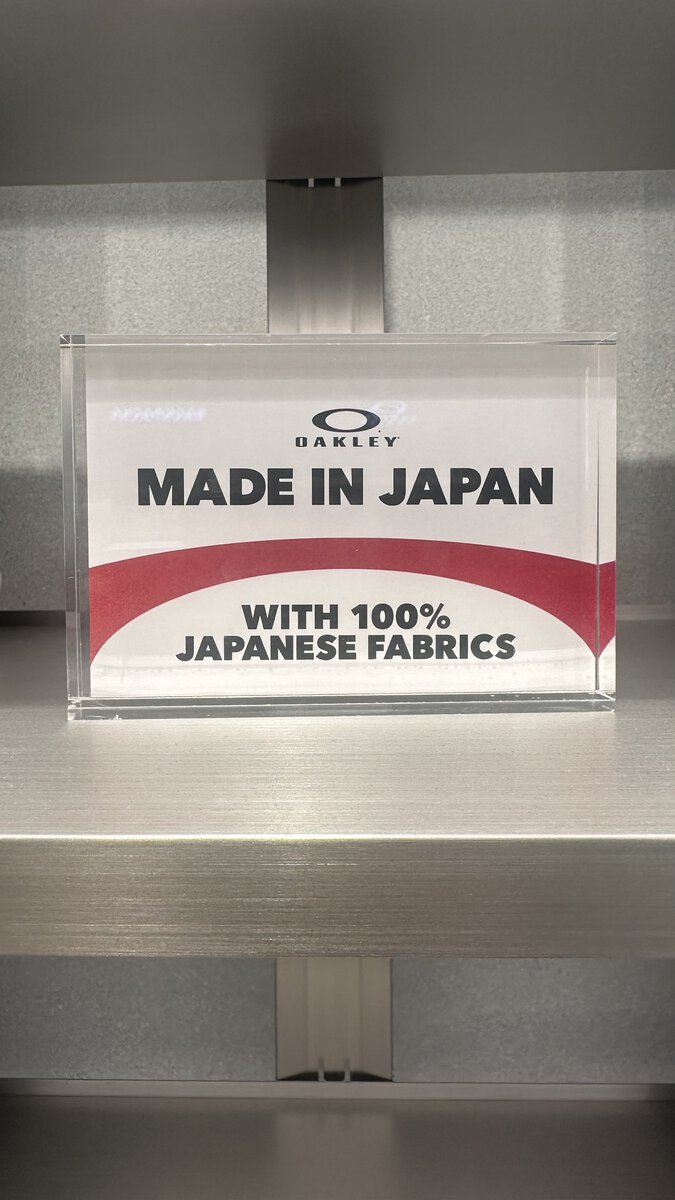 OAKLEY
MADE IN JAPAN
WITH 100%
JAPANESE FABRICS